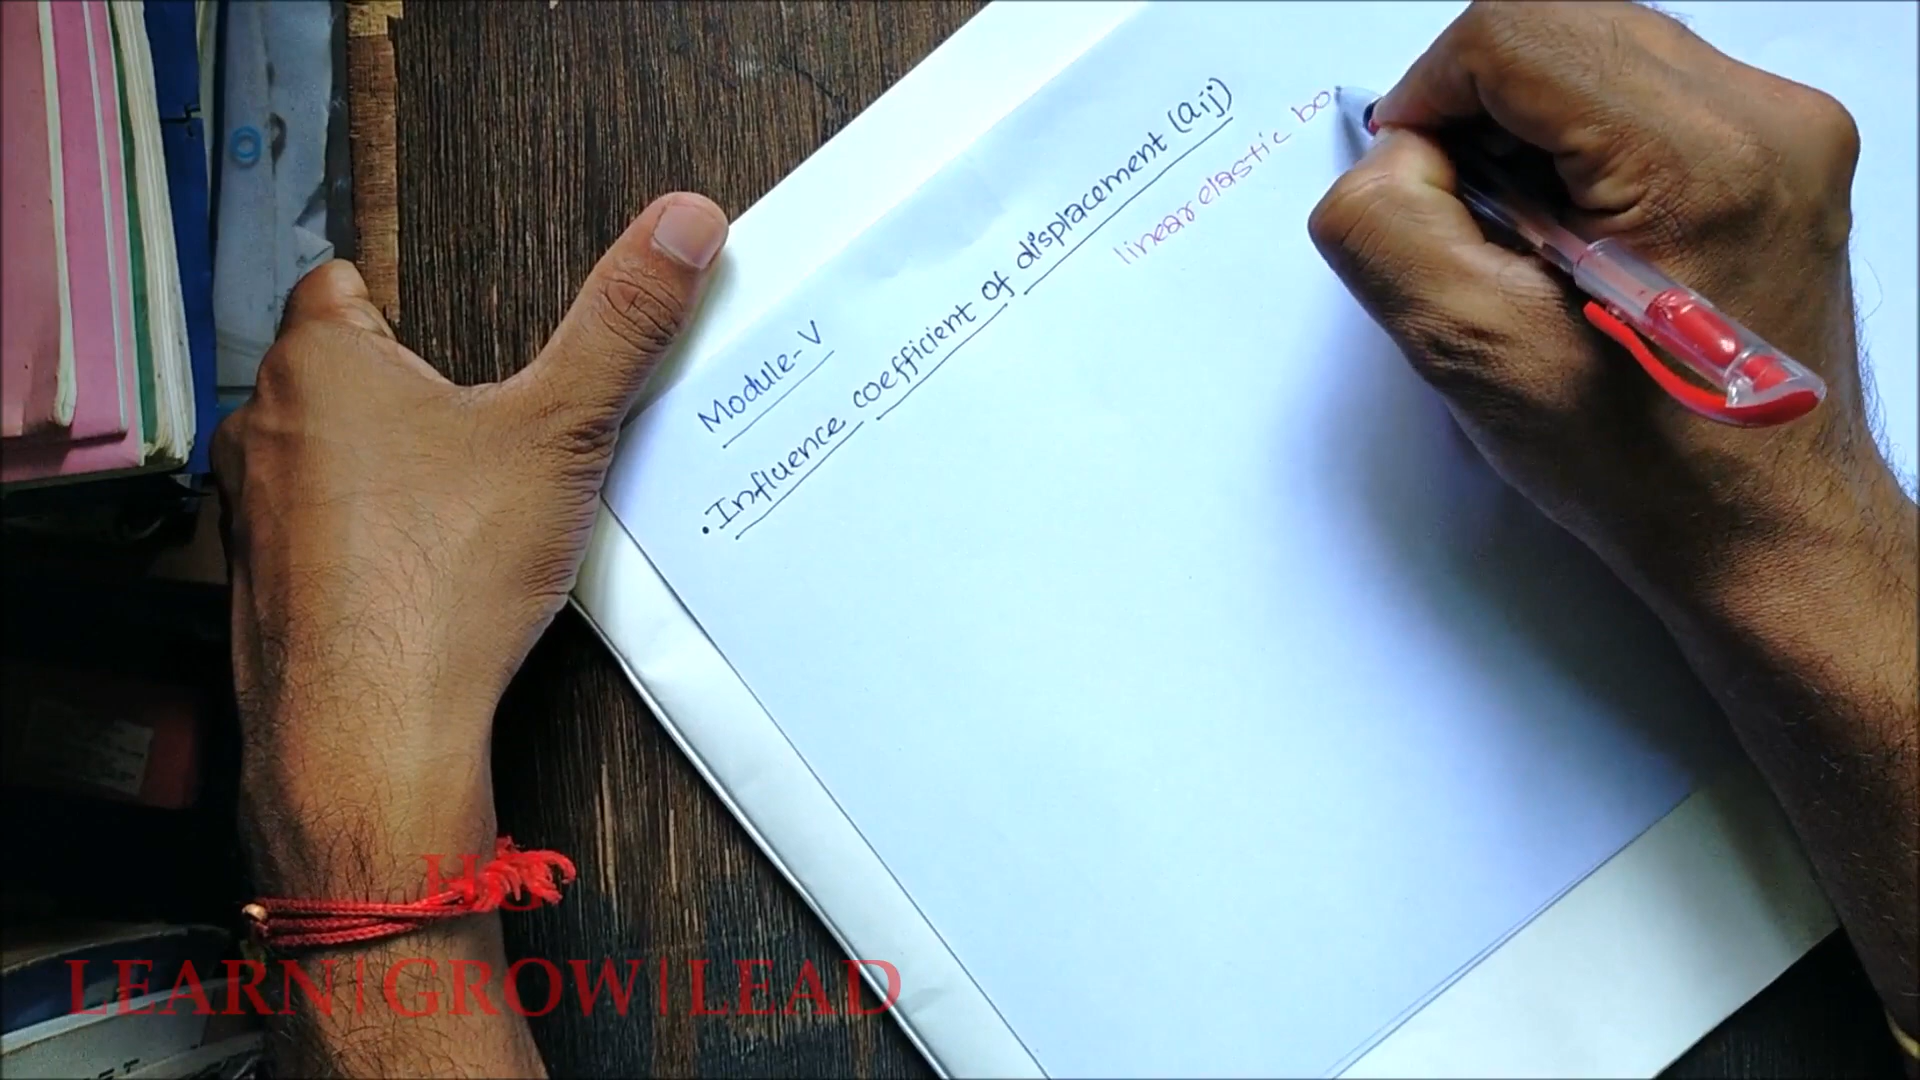 Module-V
. Influence coefficient of displacement (aij)
linear elastic bo
LEARN|GROW|LEAD